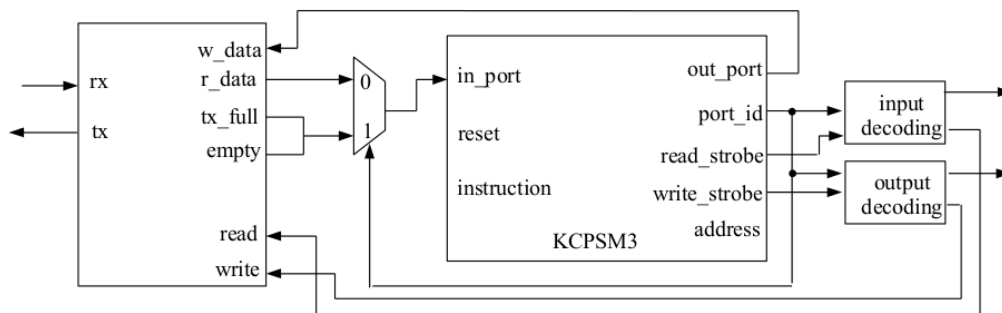 w_data
r_data
rx
tx_full
tx
empty
read
write
0
1
in_port
reset
instruction
out_port
port_id
read_strobe
write_strobe
address
KCPSM3
input
decoding
output
decoding